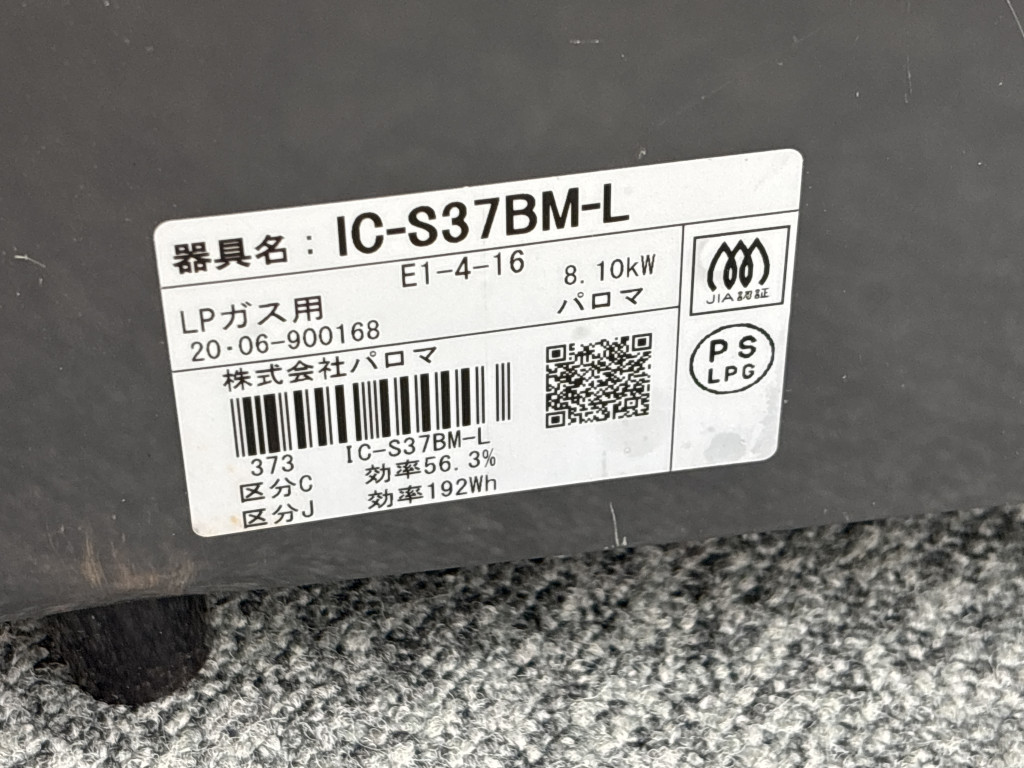 器具名：IC-S37BM-L
E1-4-16
LPガス用 8.10kW
20・06-900168 パロマ
株式会社パロマ
373 IC-S37BM-L
区分C 効率56.3%
区分J 効率192Wh
JIA認証
PS
LPG